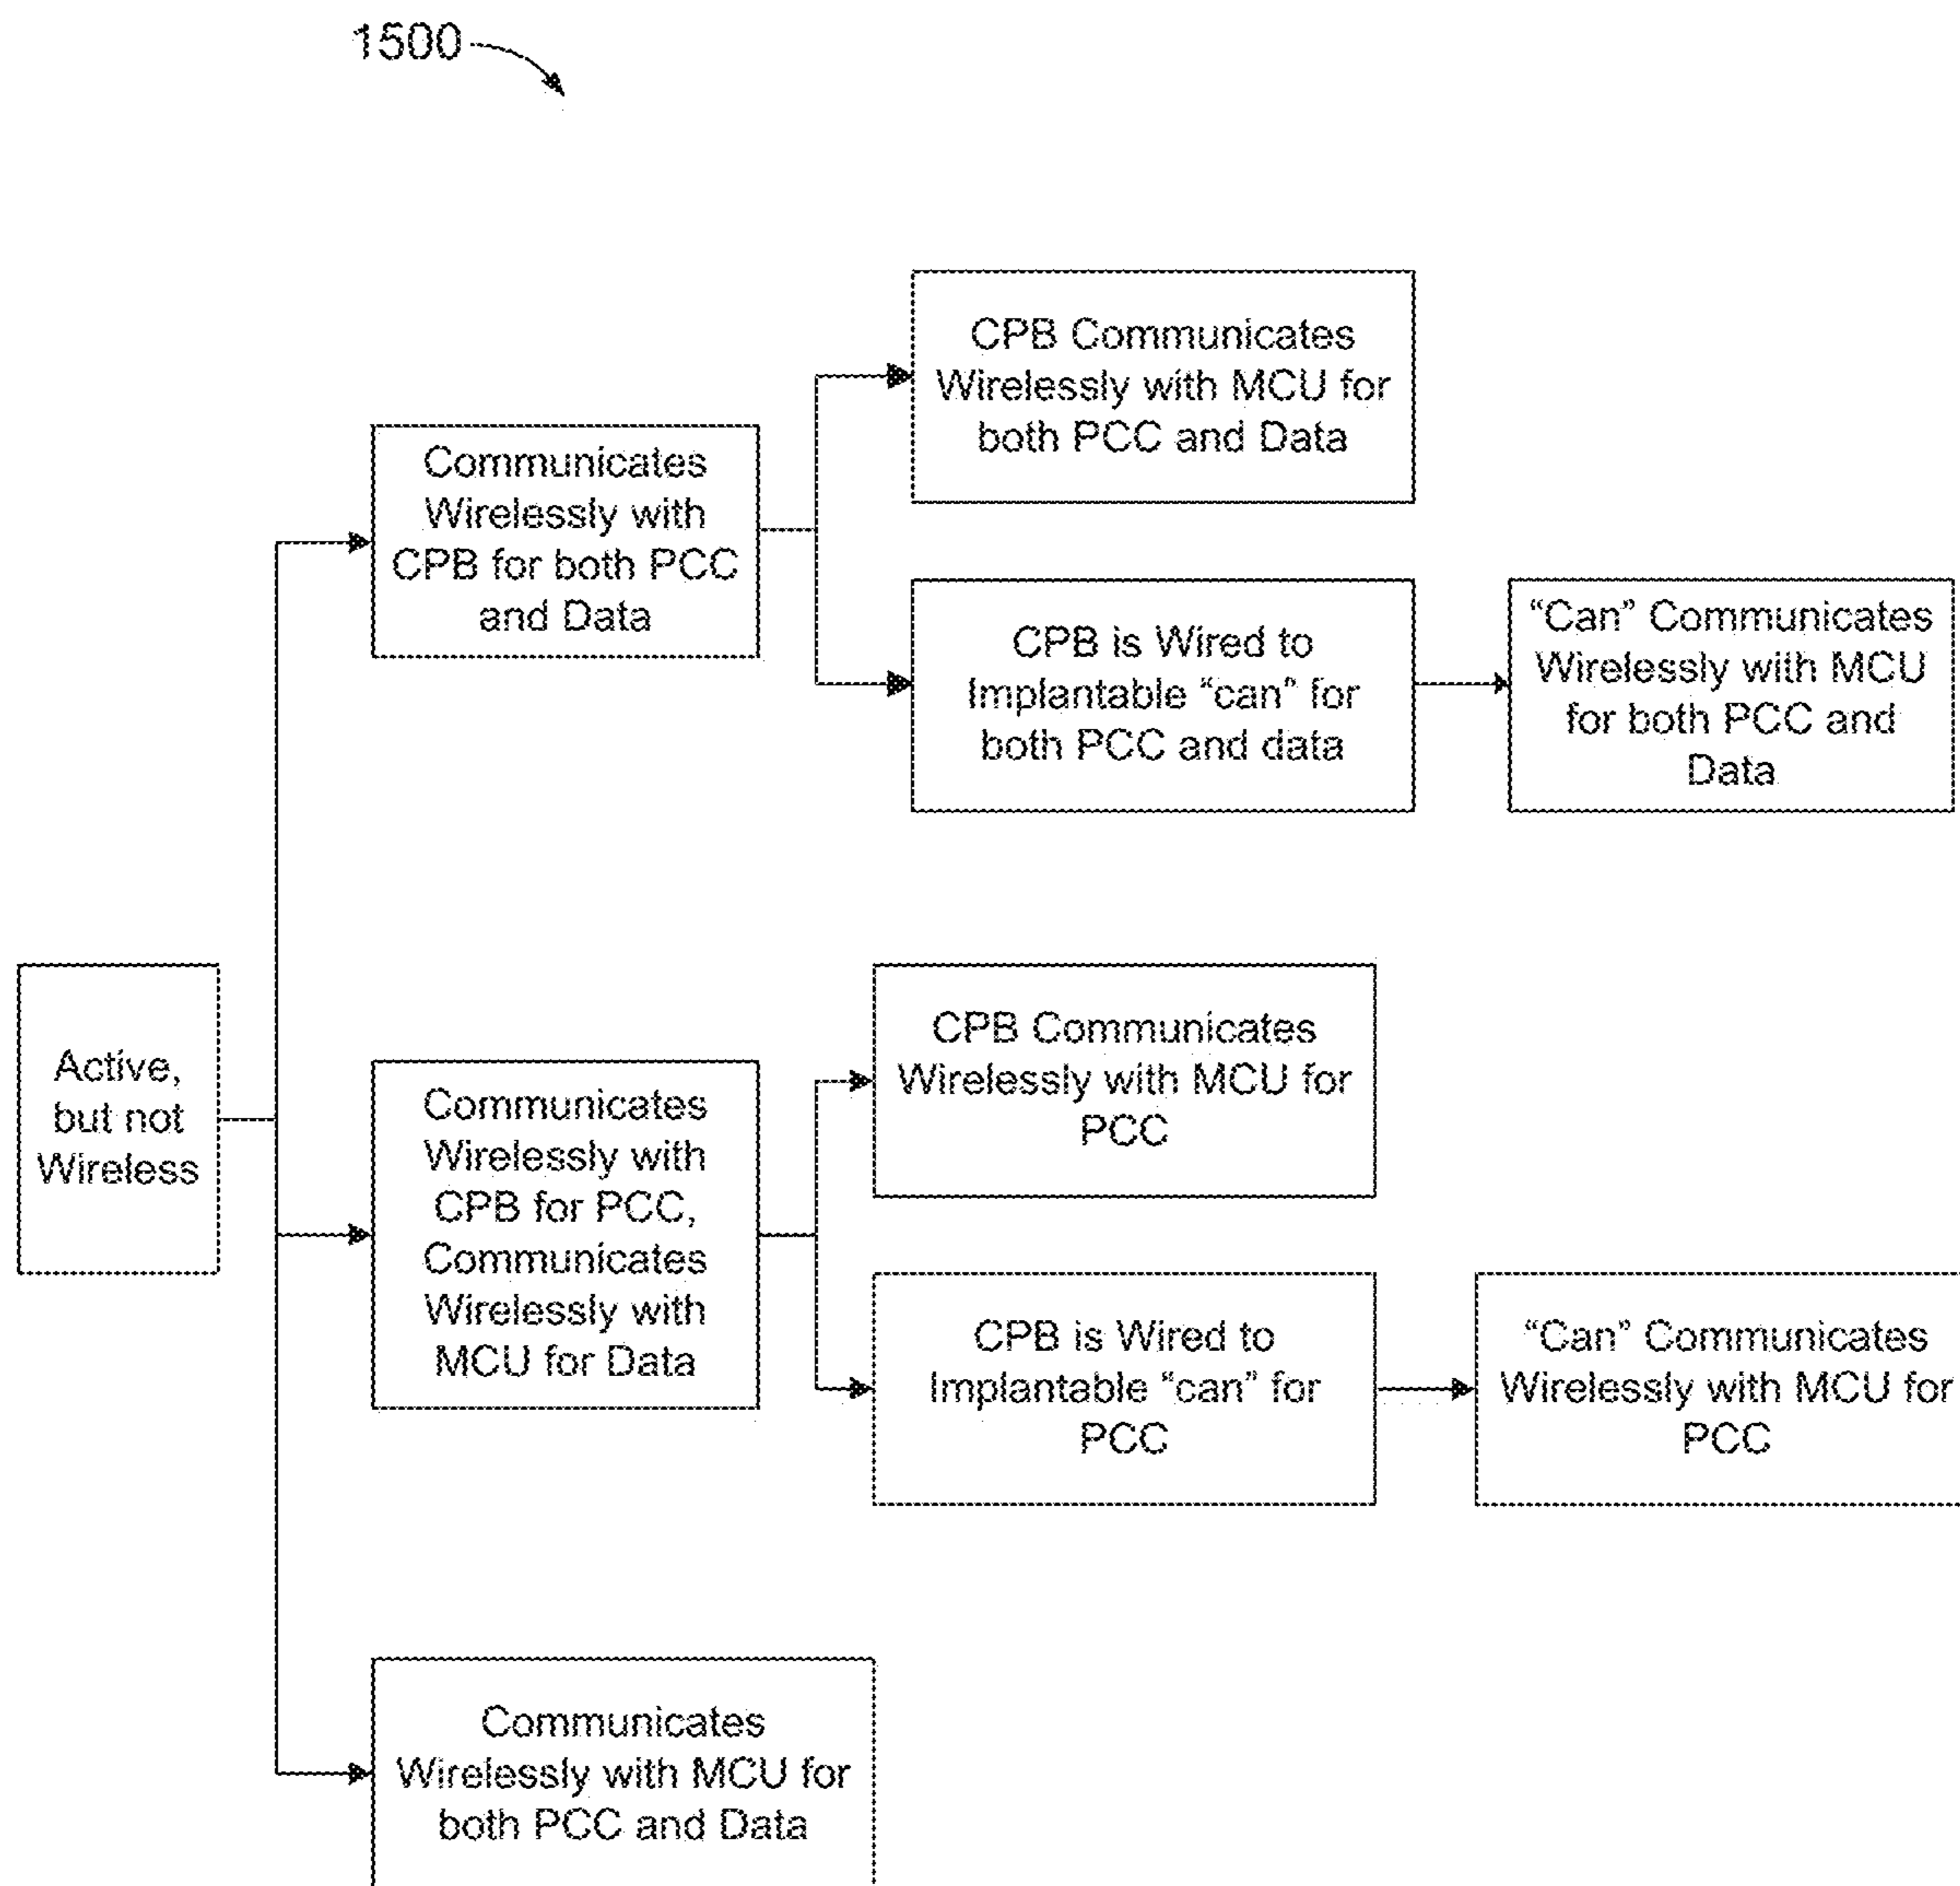 1500
CPB Communicates
Wirelessly with MCU for
both PCC and Data
Communicates
Wirelessly with
CPB for both PCC
and Data
CPB is Wired to
Implantable “can” for
both PCC and data
“Can” Communicates
Wirelessly with MCU
for both PCC and
Data
Active,
but not
Wireless
Communicates
Wirelessly with
CPB for PCC,
Communicates
Wirelessly with
MCU for Data
CPB Communicates
Wirelessly with MCU for
PCC
CPB is Wired to
Implantable “can” for
PCC
“Can” Communicates
Wirelessly with MCU for
PCC
Communicates
Wirelessly with MCU for
both PCC and Data